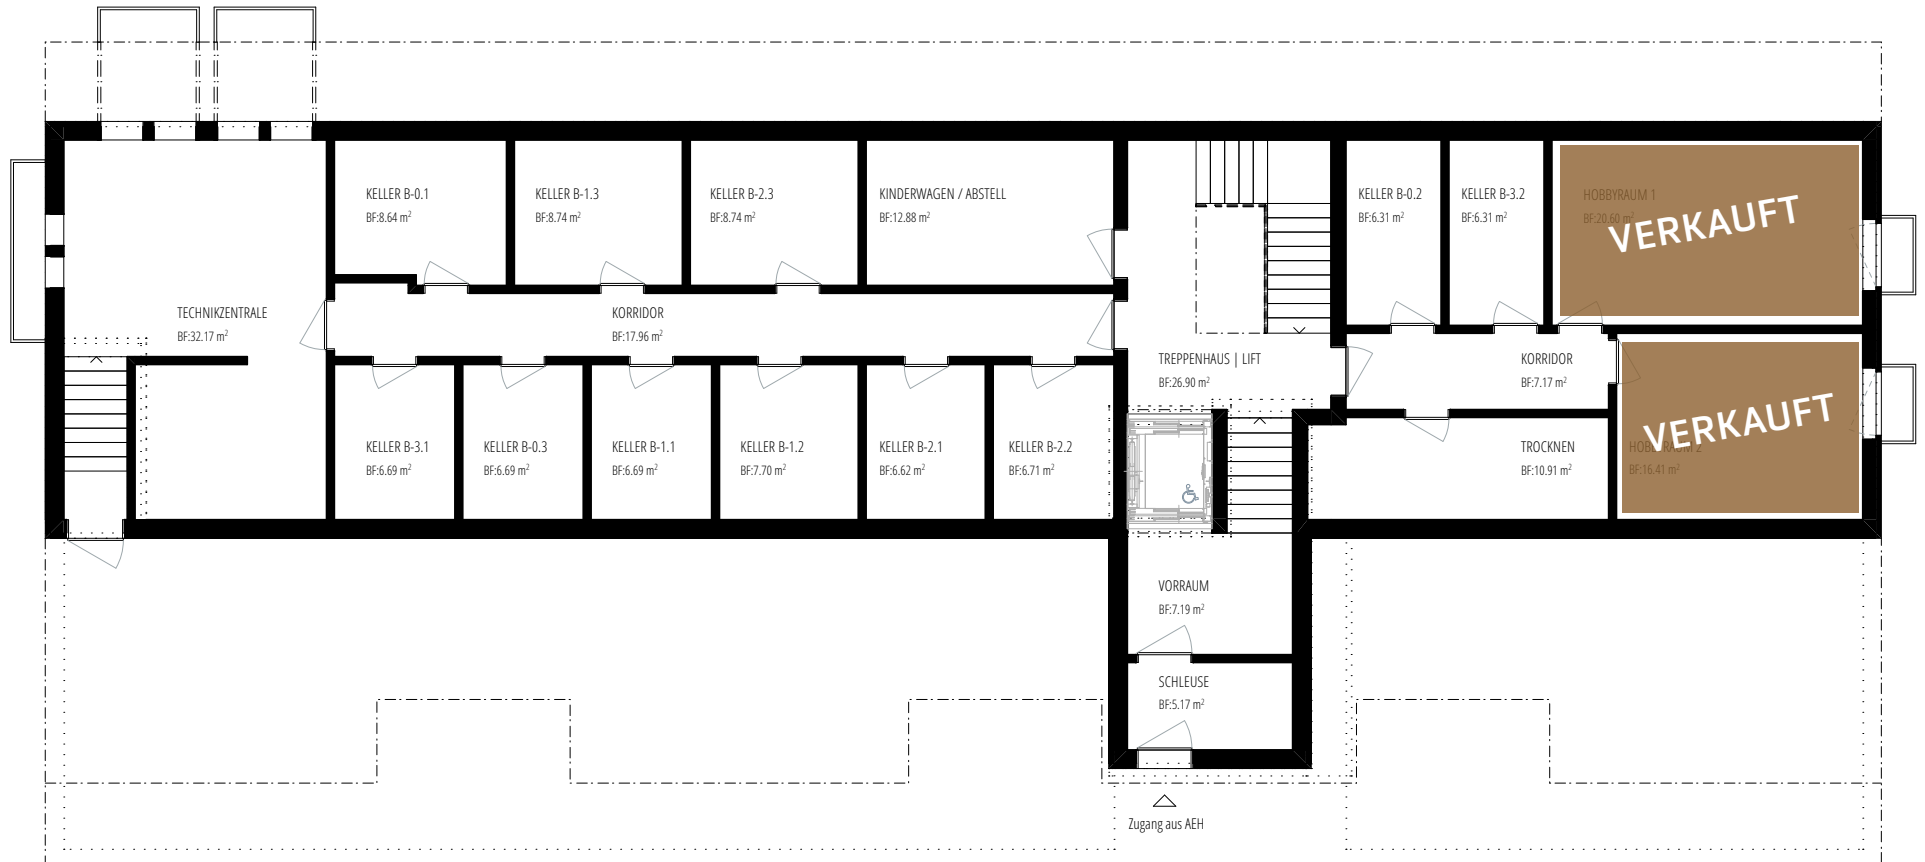 KELLER B-0.1
BF:8.64 m²
KELLER B-1.3
BF:8.74 m²
KELLER B-2.3
BF:8.74 m²
KINDERWAGEN / ABSTELL
BF:12.88 m²
KELLER B-0.2
BF:6.31 m²
KELLER B-3.2
BF:6.31 m²
HOBBYRAUM 1
BF:20.60 m²
VERKAUFT
TECHNIKZENTRALE
BF:32.17 m²
KORRIDOR
BF:17.96 m²
TREPPENHAUS | LIFT
BF:26.90 m²
KORRIDOR
BF:7.17 m²
KELLER B-3.1
BF:6.69 m²
KELLER B-0.3
BF:6.69 m²
KELLER B-1.1
BF:6.69 m²
KELLER B-1.2
BF:7.70 m²
KELLER B-2.1
BF:6.62 m²
KELLER B-2.2
BF:6.71 m²
TROCKNEN
BF:10.91 m²
HOBBYRAUM 2
BF:16.41 m²
VERKAUFT
VORRAUM
BF:7.19 m²
SCHLEUSE
BF:5.17 m²
Zugang aus AEH